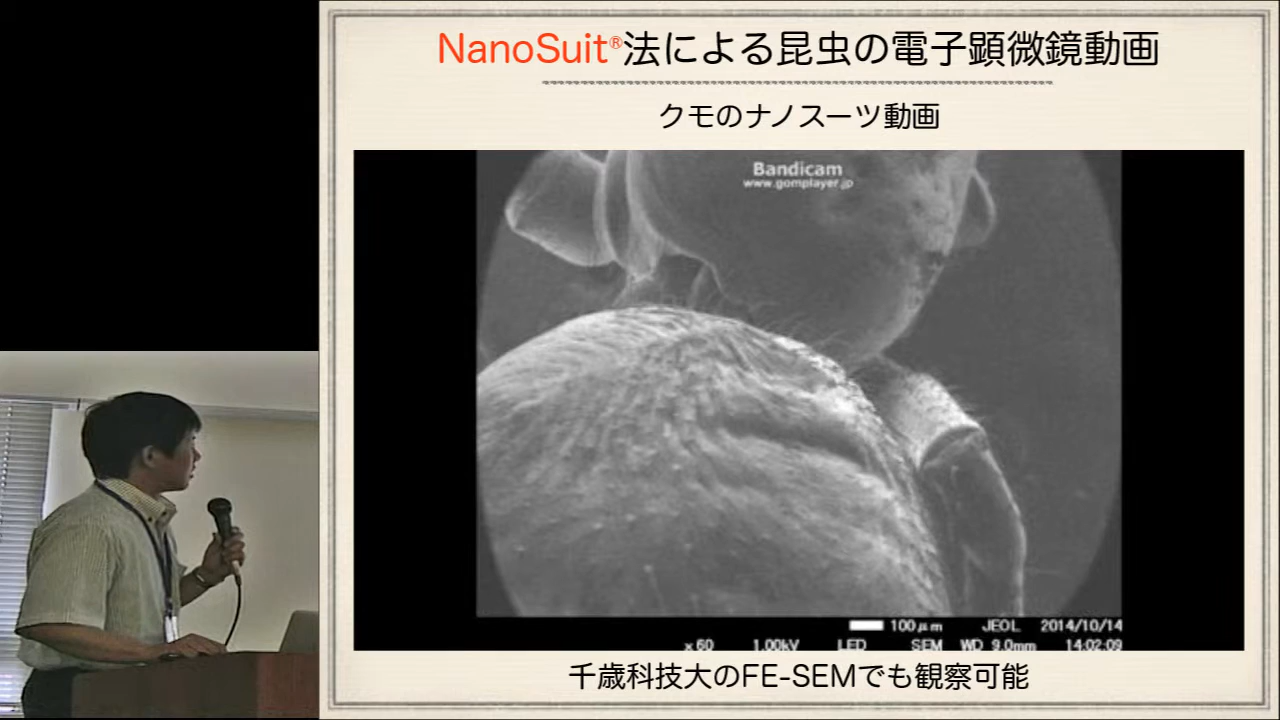 NanoSuit®法による昆虫の電子顕微鏡動画
クモのナノスーツ動画
Bandicam
www.gomplayer.jp
100μm JEOL 2014/10/14
x 60 1.00kV LED SEM WD 9.0mm 14:02:09
千歳科技大のFE-SEMでも観察可能